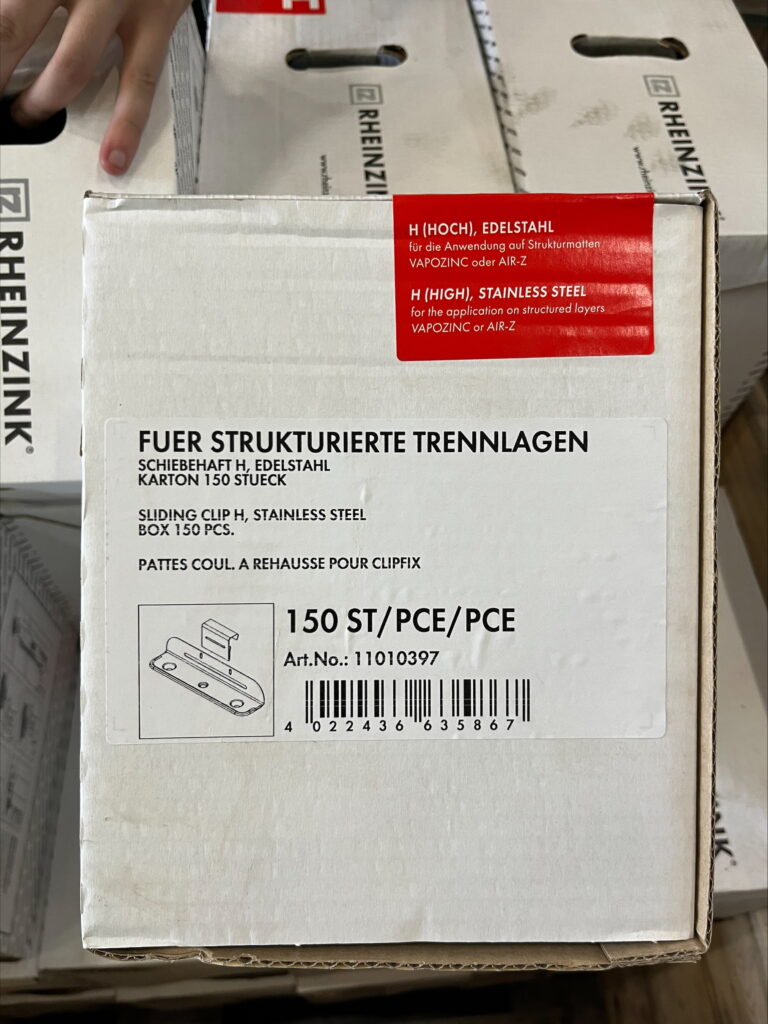 RHEINZINK
RHEINZINK®
H (HOCH), EDELSTAHL
für die Anwendung auf Strukturmatten
VAPOZINC oder AIR-Z
H (HIGH), STAINLESS STEEL
for the application on structured layers
VAPOZINC or AIR-Z
FUER STRUKTURIERTE TRENNLAGEN
SCHIEBEHAFT H, EDELSTAHL
KARTON 150 STUECK
SLIDING CLIP H, STAINLESS STEEL
BOX 150 PCS.
PATTES COUL. A REHAUSSE POUR CLIPFIX
150 ST/PCE/PCE
Art.No.: 11010397
4 022436 635867